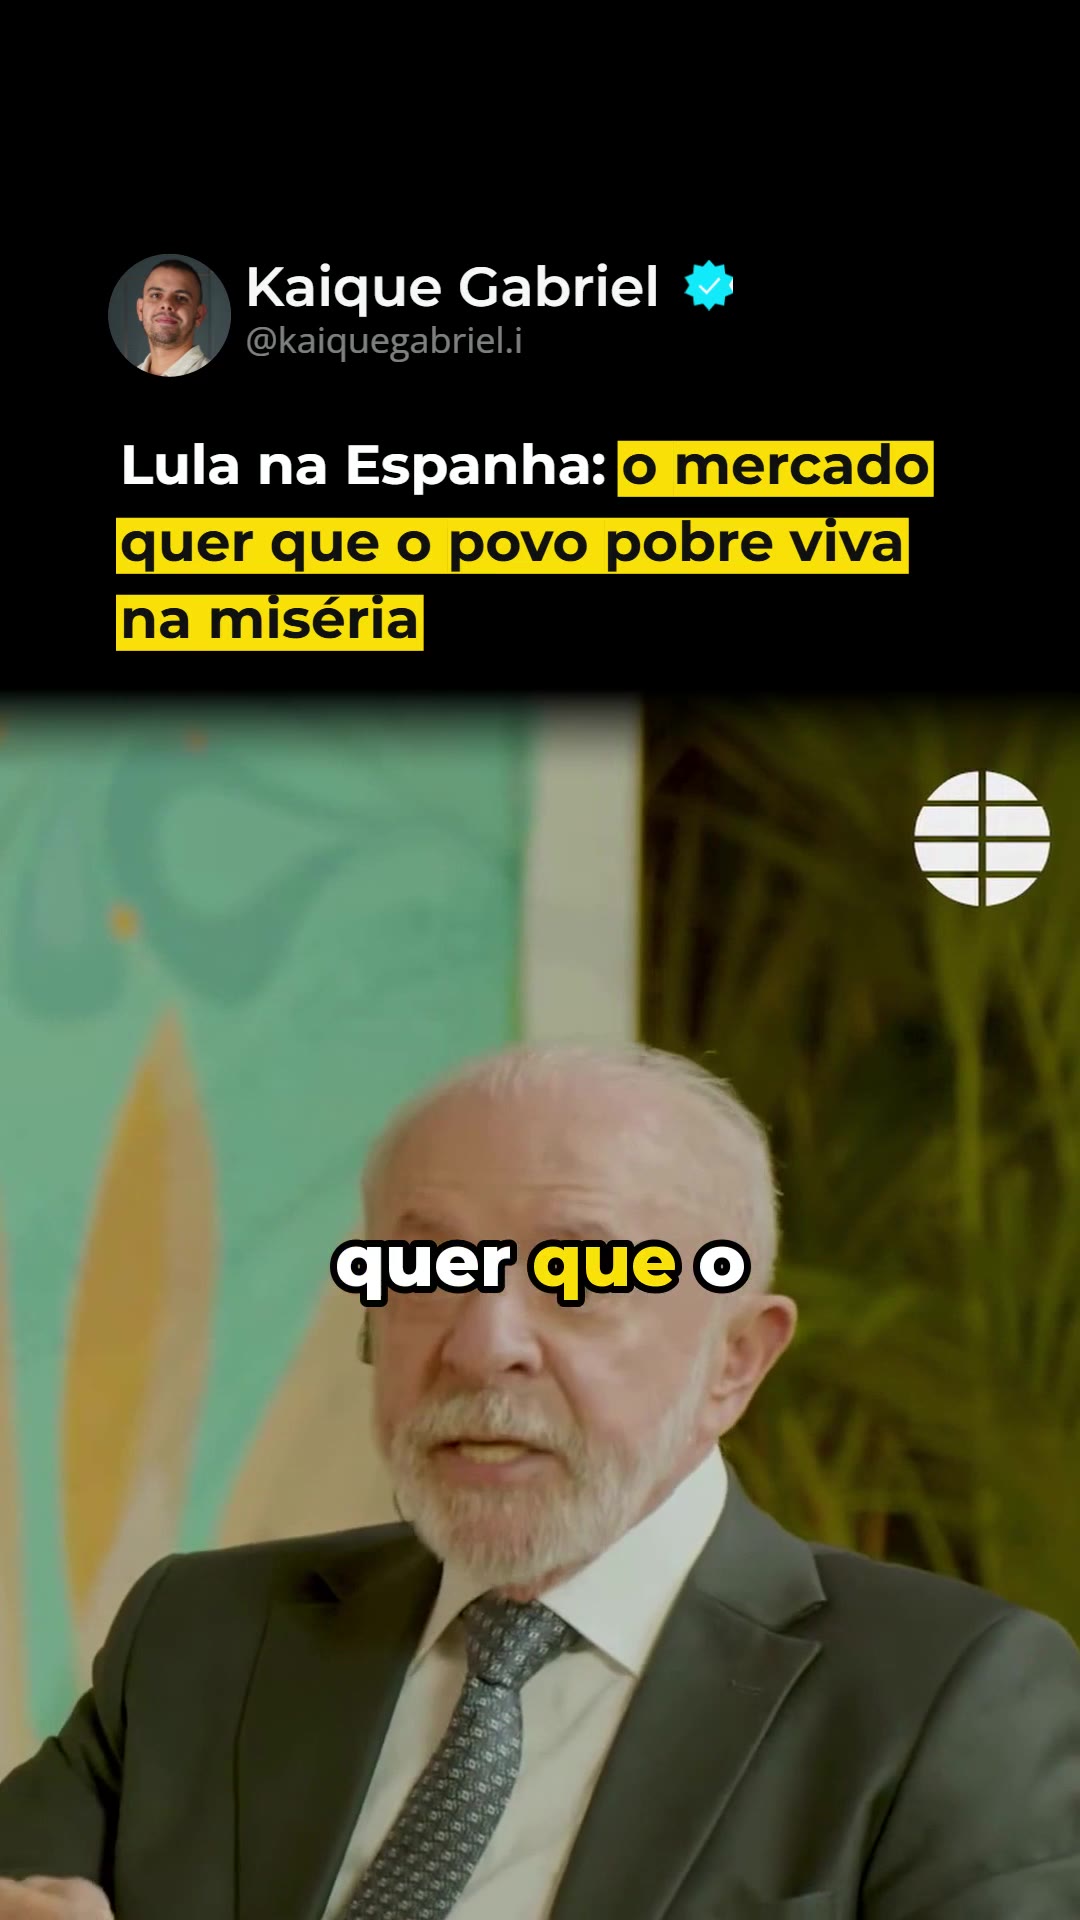 Kaique Gabriel
@kaiquegabriel.i
Lula na Espanha: o mercado
quer que o povo pobre viva
na miséria
quer que o